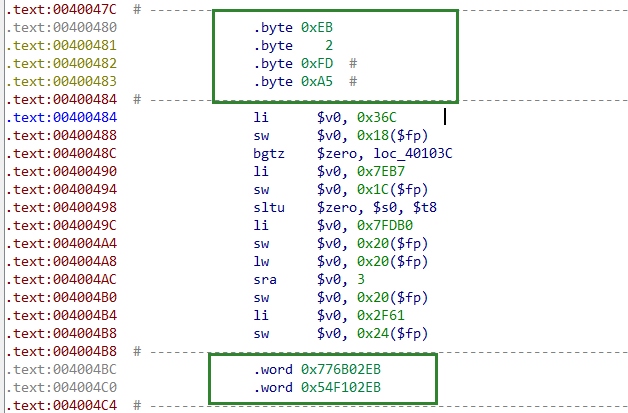 .text:0040047C # ---------------------------------------------
.text:00400480 .byte 0xEB
.text:00400481 .byte    2
.text:00400482 .byte 0xFD  #
.text:00400483 .byte 0xA5  #
.text:00400484 # ---------------------------------------------
.text:00400484 li      $v0, 0x36C
.text:00400488 sw      $v0, 0x18($fp)
.text:0040048C bgtz    $zero, loc_40103C
.text:00400490 li      $v0, 0x7EB7
.text:00400494 sw      $v0, 0x1C($fp)
.text:00400498 sltu    $zero, $s0, $t8
.text:0040049C li      $v0, 0x7FDB0
.text:004004A4 sw      $v0, 0x20($fp)
.text:004004A8 lw      $v0, 0x20($fp)
.text:004004AC sra     $v0, 3
.text:004004B0 sw      $v0, 0x20($fp)
.text:004004B4 li      $v0, 0x2F61
.text:004004B8 sw      $v0, 0x24($fp)
.text:004004B8 # ---------------------------------------------
.text:004004BC .word 0x776B02EB
.text:004004C0 .word 0x54F102EB
.text:004004C4 # ---------------------------------------------